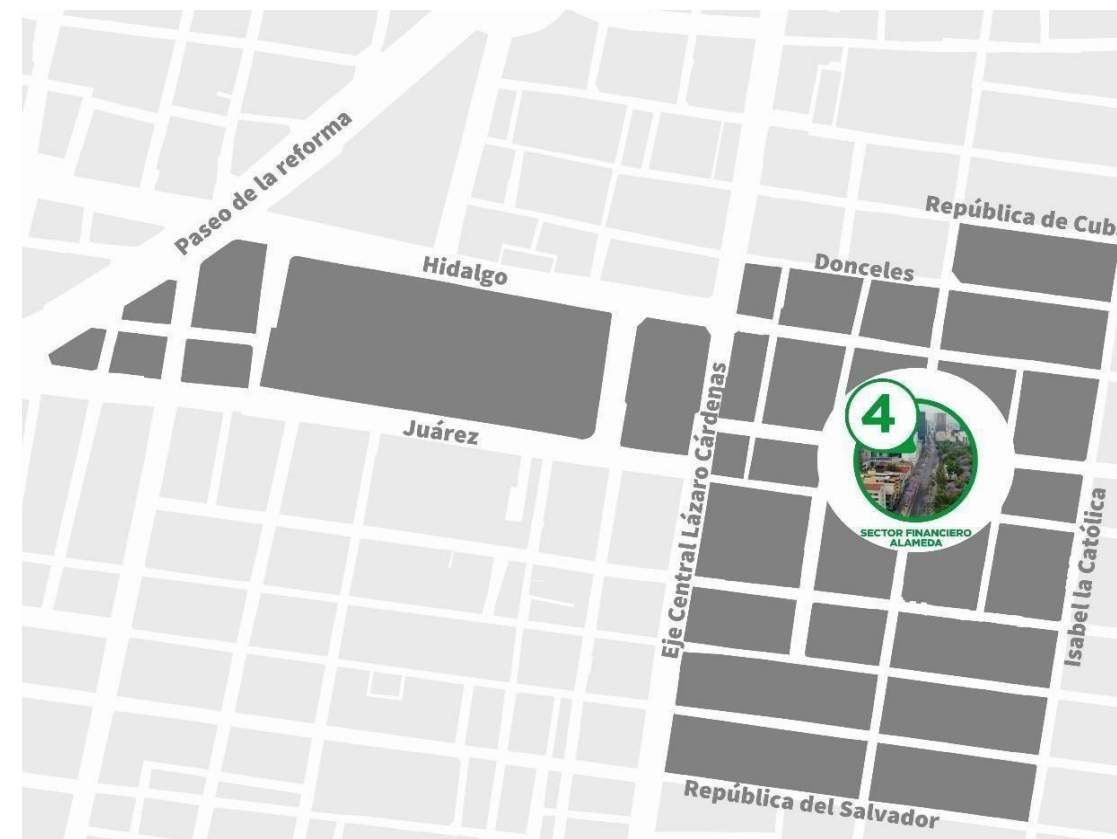 Paseo de la reforma
República de Cub
Hidalgo
Donceles
Juárez
Eje Central Lázaro Cárdenas
4
SECTOR FINANCIERO
ALAMEDA
Isabel la Católica
República del Salvador